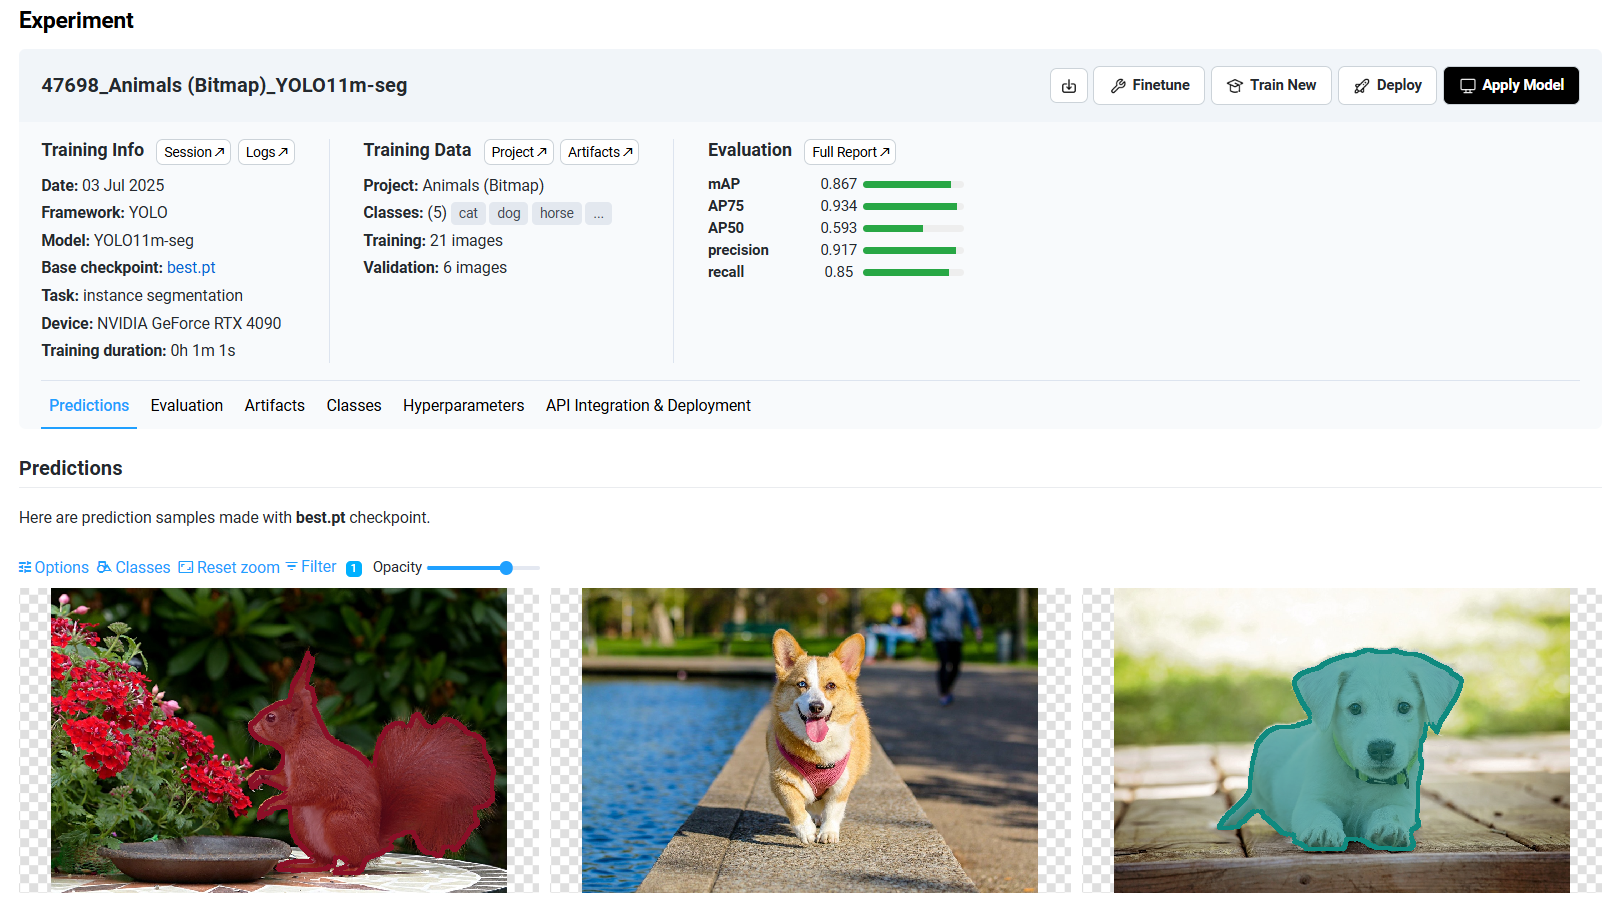 Experiment
47698_Animals (Bitmap)_YOLO11m-seg
Finetune
Train New
Deploy
Apply Model
Training Info
Session
Logs
Date: 03 Jul 2025
Framework: YOLO
Model: YOLO11m-seg
Base checkpoint: best.pt
Task: instance segmentation
Device: NVIDIA GeForce RTX 4090
Training duration: 0h 1m 1s
Training Data
Project
Artifacts
Project: Animals (Bitmap)
Classes: (5) cat dog horse ...
Training: 21 images
Validation: 6 images
Evaluation
Full Report
mAP 0.867
AP75 0.934
AP50 0.593
precision 0.917
recall 0.85
Predictions Evaluation Artifacts Classes Hyperparameters API Integration & Deployment
Predictions
Here are prediction samples made with best.pt checkpoint.
Options Classes Reset zoom Filter 1 Opacity